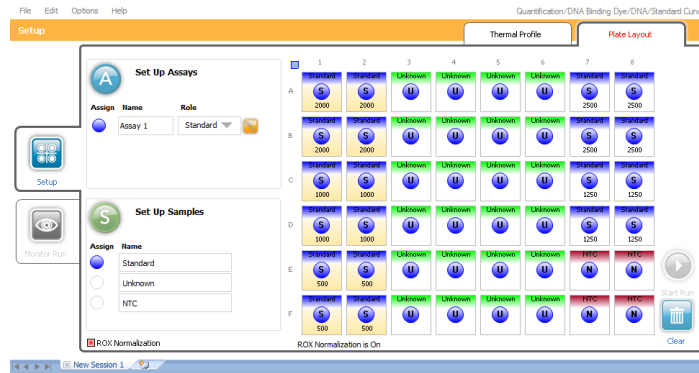 File Edit Options Help Quantification/DNA Binding Dye/DNA/Standard Curv
Setup Thermal Profile Plate Layout
A Set Up Assays
Assign Name Role
Assay 1 Standard
Setup
S Set Up Samples
Assign Name
Standard
Unknown
NTC
Monitor Run
ROX Normalization
1 2 3 4 5 6 7 8
Standard Standard Unknown Unknown Unknown Unknown Standard Standard
A S S U U U U S S
2000 2000 2500 2500
Standard Standard Unknown Unknown Unknown Unknown Standard Standard
B S S U U U U S S
2000 2000 2500 2500
Standard Standard Unknown Unknown Unknown Unknown Standard Standard
C S S U U U U S S
1000 1000 1250 1250
Standard Standard Unknown Unknown Unknown Unknown Standard Standard
D S S U U U U S S
1000 1000 1250 1250
Standard Standard Unknown Unknown Unknown Unknown NTC NTC
E S S U U U U N N
500 500
Standard Standard Unknown Unknown Unknown Unknown NTC NTC
F S S U U U U N N
500 500
ROX Normalization is On
Start Run
Clear
New Session 1